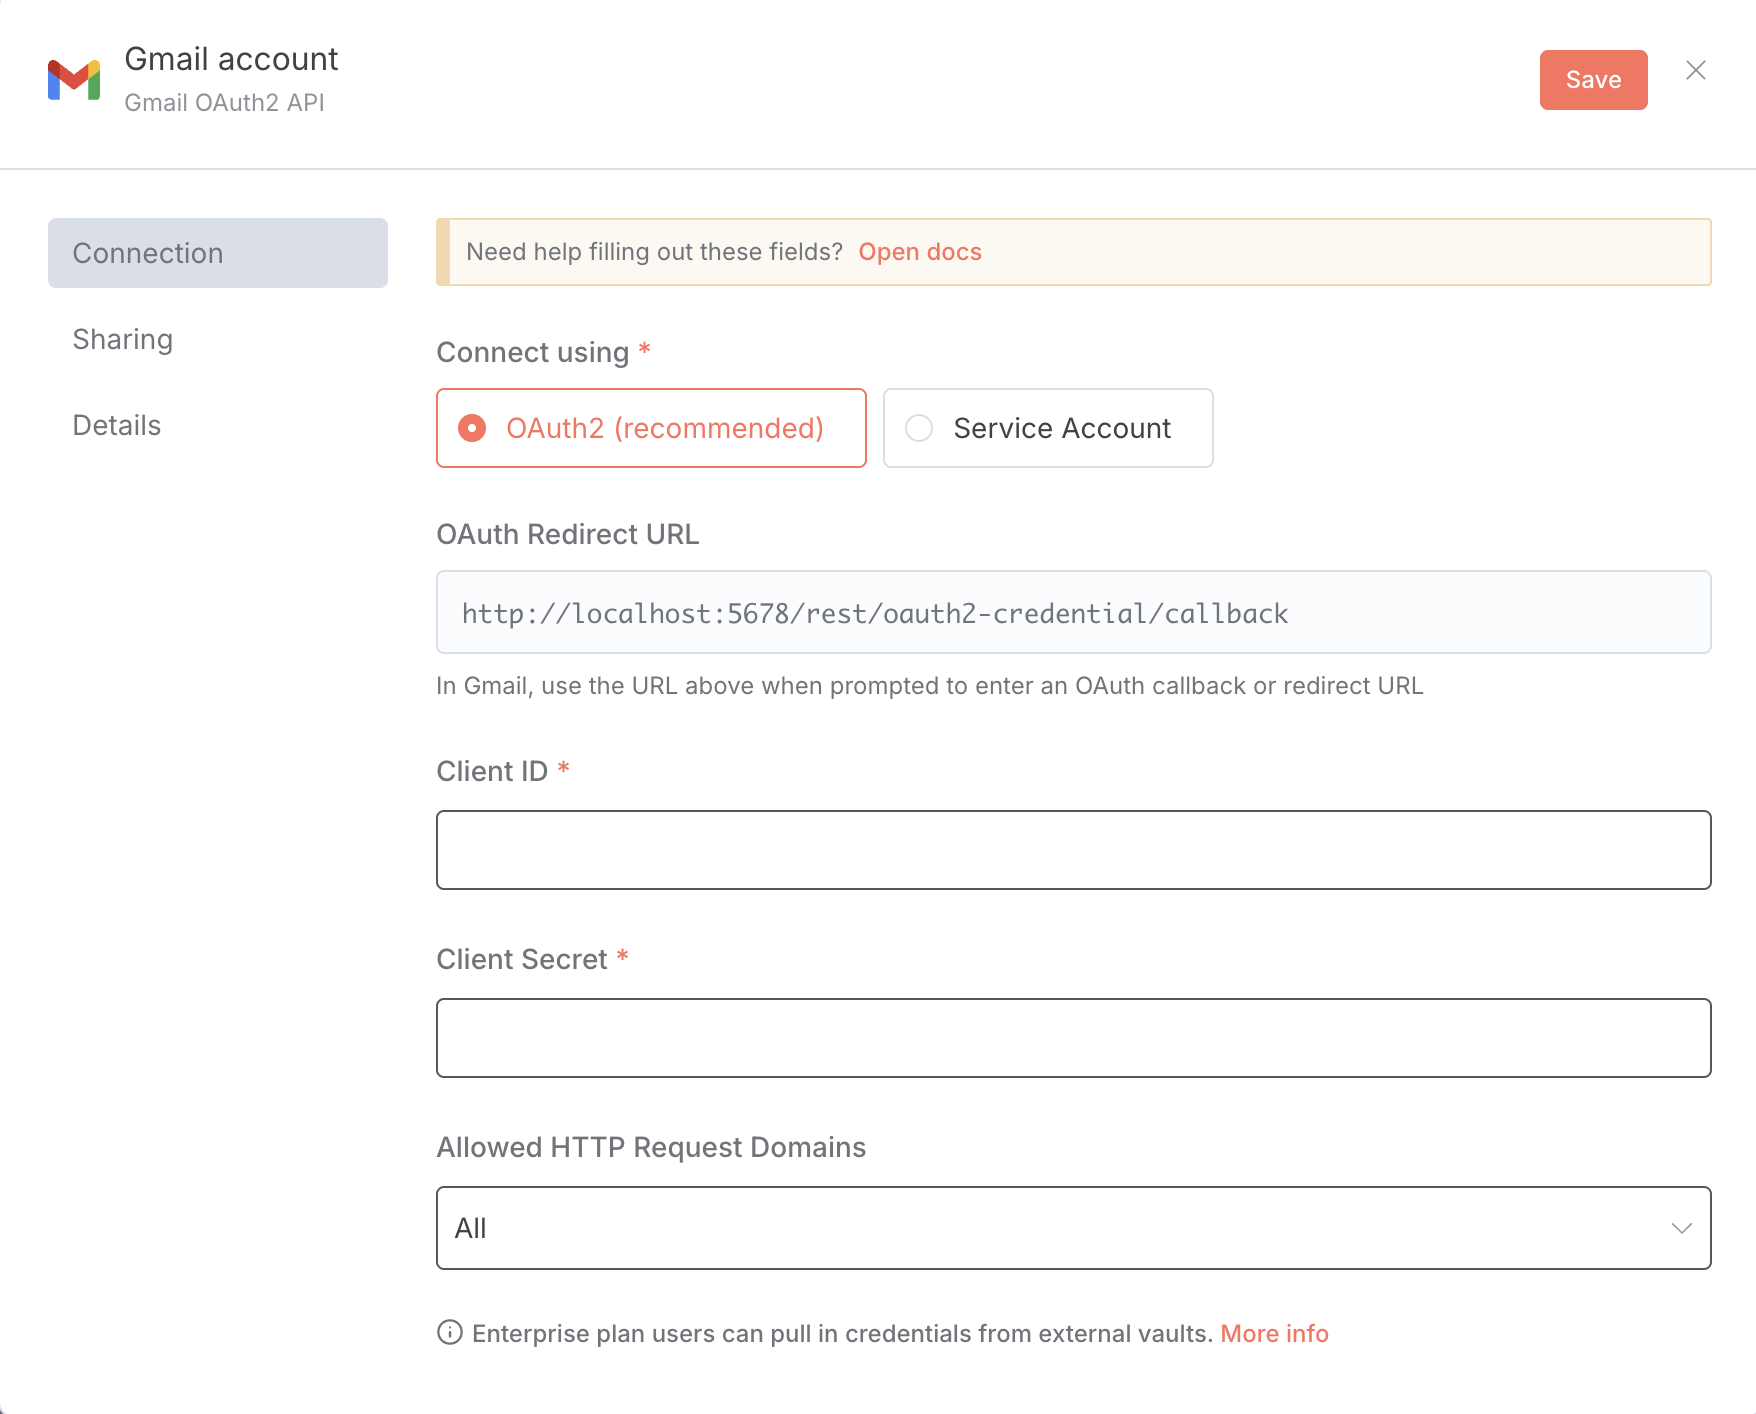 Gmail account
Gmail OAuth2 API
Save
Connection
Sharing
Details
Need help filling out these fields? Open docs
Connect using *
OAuth2 (recommended)
Service Account
OAuth Redirect URL
http://localhost:5678/rest/oauth2-credential/callback
In Gmail, use the URL above when prompted to enter an OAuth callback or redirect URL
Client ID *
Client Secret *
Allowed HTTP Request Domains
All
Enterprise plan users can pull in credentials from external vaults. More info